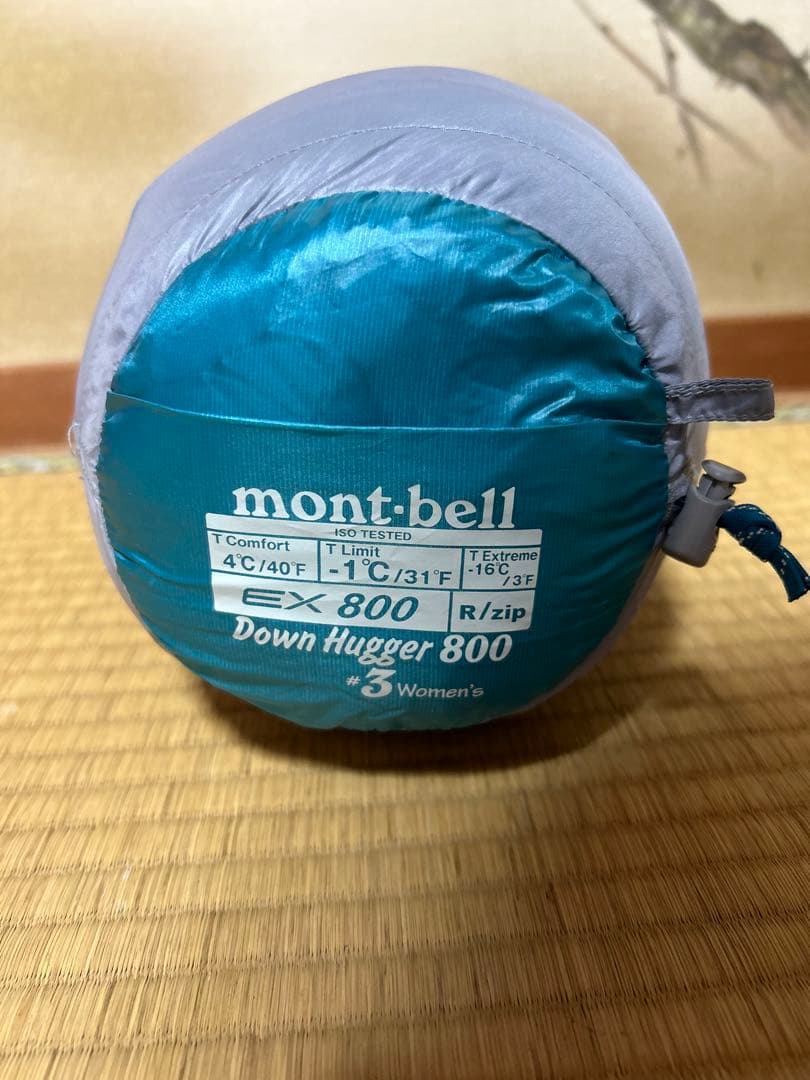 mont·bell
ISO TESTED
T Comfort T Limit T Extreme
4℃/40℉ -1℃/31℉ -16℃/3℉
EX 800 R/zip
Down Hugger 800
#3 Women's